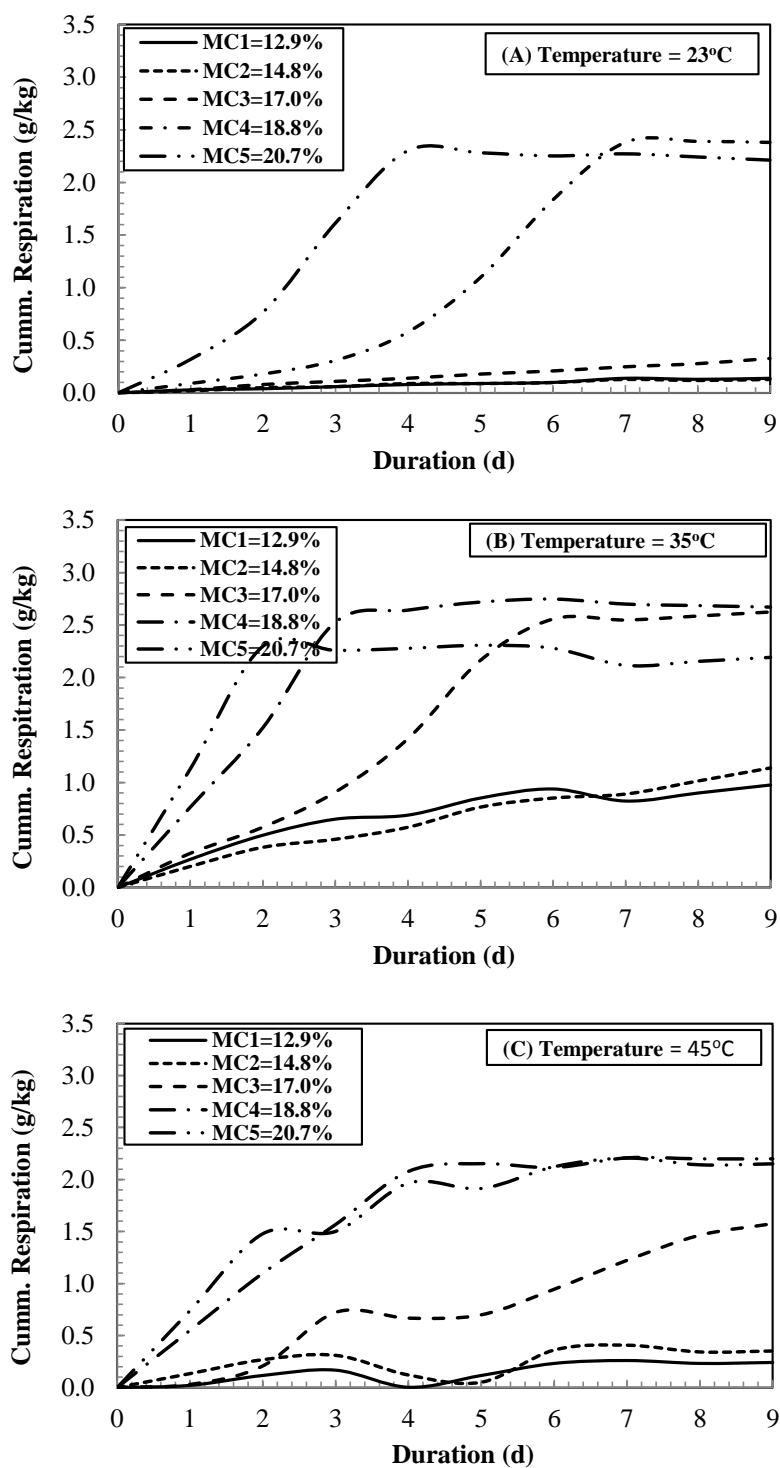 (A) Temperature = 23°C
MC1=12.9%
MC2=14.8%
MC3=17.0%
MC4=18.8%
MC5=20.7%
Cumm. Respiration (g/kg)
3.5
3.0
2.5
2.0
1.5
1.0
0.5
0.0
0 1 2 3 4 5 6 7 8 9
Duration (d)
(B) Temperature = 35°C
MC1=12.9%
MC2=14.8%
MC3=17.0%
MC4=18.8%
MC5=20.7%
Cumm. Respitration (g/kg)
3.5
3.0
2.5
2.0
1.5
1.0
0.5
0.0
0 1 2 3 4 5 6 7 8 9
Duration (d)
(C) Temperature = 45°C
MC1=12.9%
MC2=14.8%
MC3=17.0%
MC4=18.8%
MC5=20.7%
Cumm. Respiration (g/kg)
3.5
3.0
2.5
2.0
1.5
1.0
0.5
0.0
0 1 2 3 4 5 6 7 8 9
Duration (d)